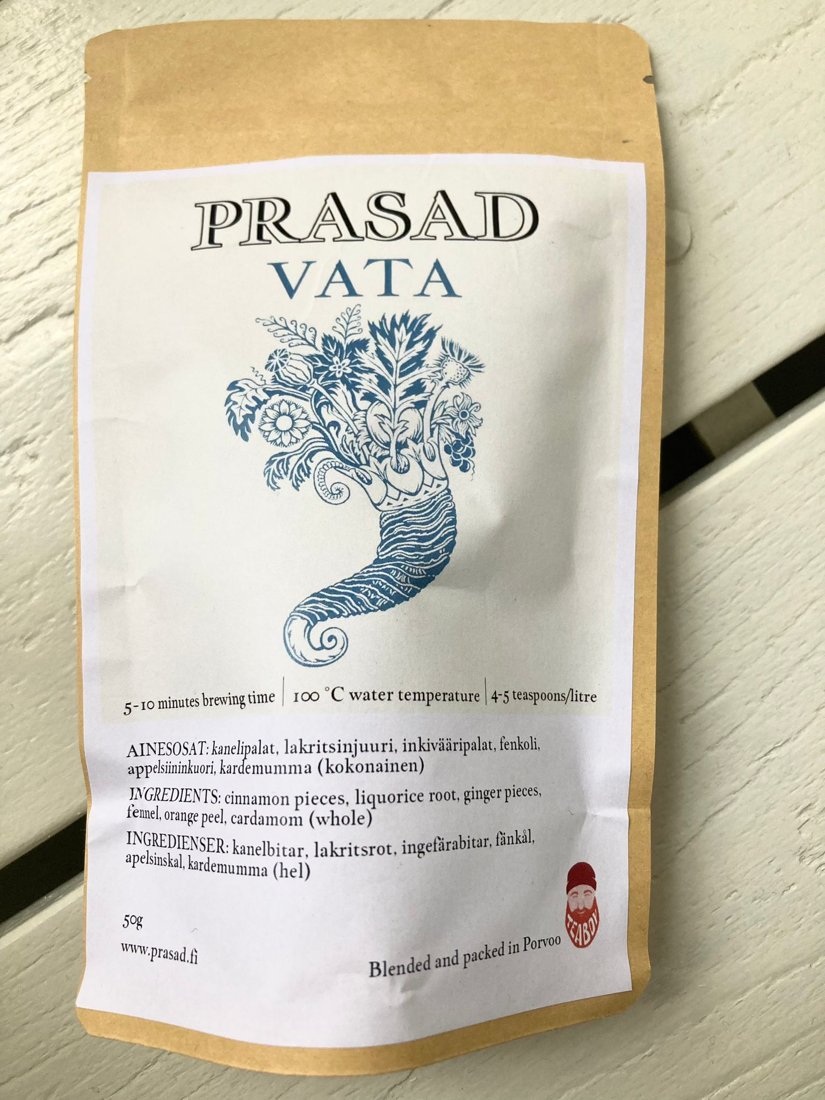 PRASAD
VATA
5-10 minutes brewing time | 100 °C water temperature | 4-5 teaspoons/litre
AINESOSAT: kanelipalat, lakritsinjuuri, inkivääripalat, fenkoli,
appelsiininkuori, kardemumma (kokonainen)
INGREDIENTS: cinnamon pieces, liquorice root, ginger pieces,
fennel, orange peel, cardamom (whole)
INGREDIENSER: kanelbitar, lakritsrot, ingefärabitar, fänkål,
apelsinskal, kardemumma (hel)
50g
www.prasad.fi
Blended and packed in Porvoo
TEABOY